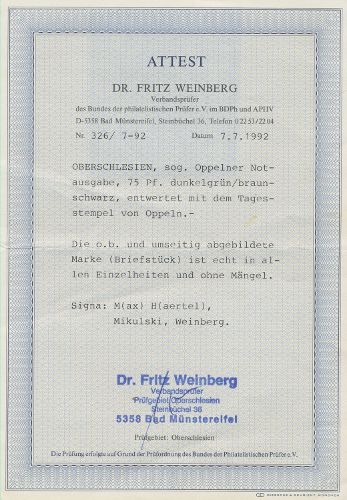 ATTEST
DR. FRITZ WEINBERG
Verbandsprüfer
des Bundes der philatelistischen Prüfer e.V. im BDPh und APHV
D-5358 Bad Münstereifel, Steinbüchel 36, Telefon 0 22 53/22 04
Nr. 326/ 7-92 Datum 7.7.1992
OBERSCHLESIEN, sog. Oppelner Not-
ausgabe, 75 Pf. dunkelgrün/braun-
schwarz, entwertet mit dem Tages-
stempel von Oppeln.-
Die o.b. und umseitig abgebildete
Marke (Briefstück) ist echt in al-
len Einzelheiten und ohne Mängel.
Signa: M(ax) H(aertel),
Mikulski, Weinberg.
Dr. Fritz Weinberg
Verbandsprüfer
Prüfgebiet Oberschlesien
Steinbüchel 36
5358 Bad Münstereifel
Prüfgebiet: Oberschlesien
Die Prüfung erfolgte auf Grund der Prüfordnung des Bundes der Philatelistischen Prüfer e.V.